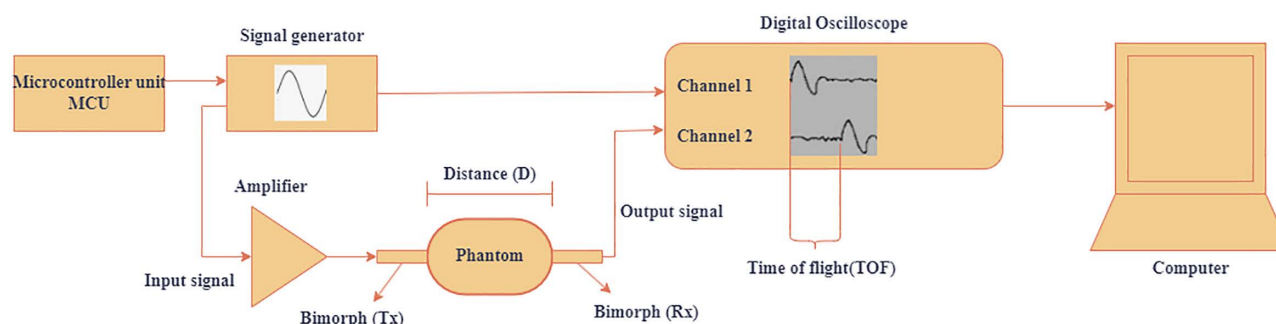 Digital Oscilloscope
Signal generator
Microcontroller unit
MCU
Channel 1
Channel 2
Distance (D)
Amplifier
Output signal
Phantom
Input signal
Time of flight(TOF)
Computer
Bimorph (Tx)
Bimorph (Rx)